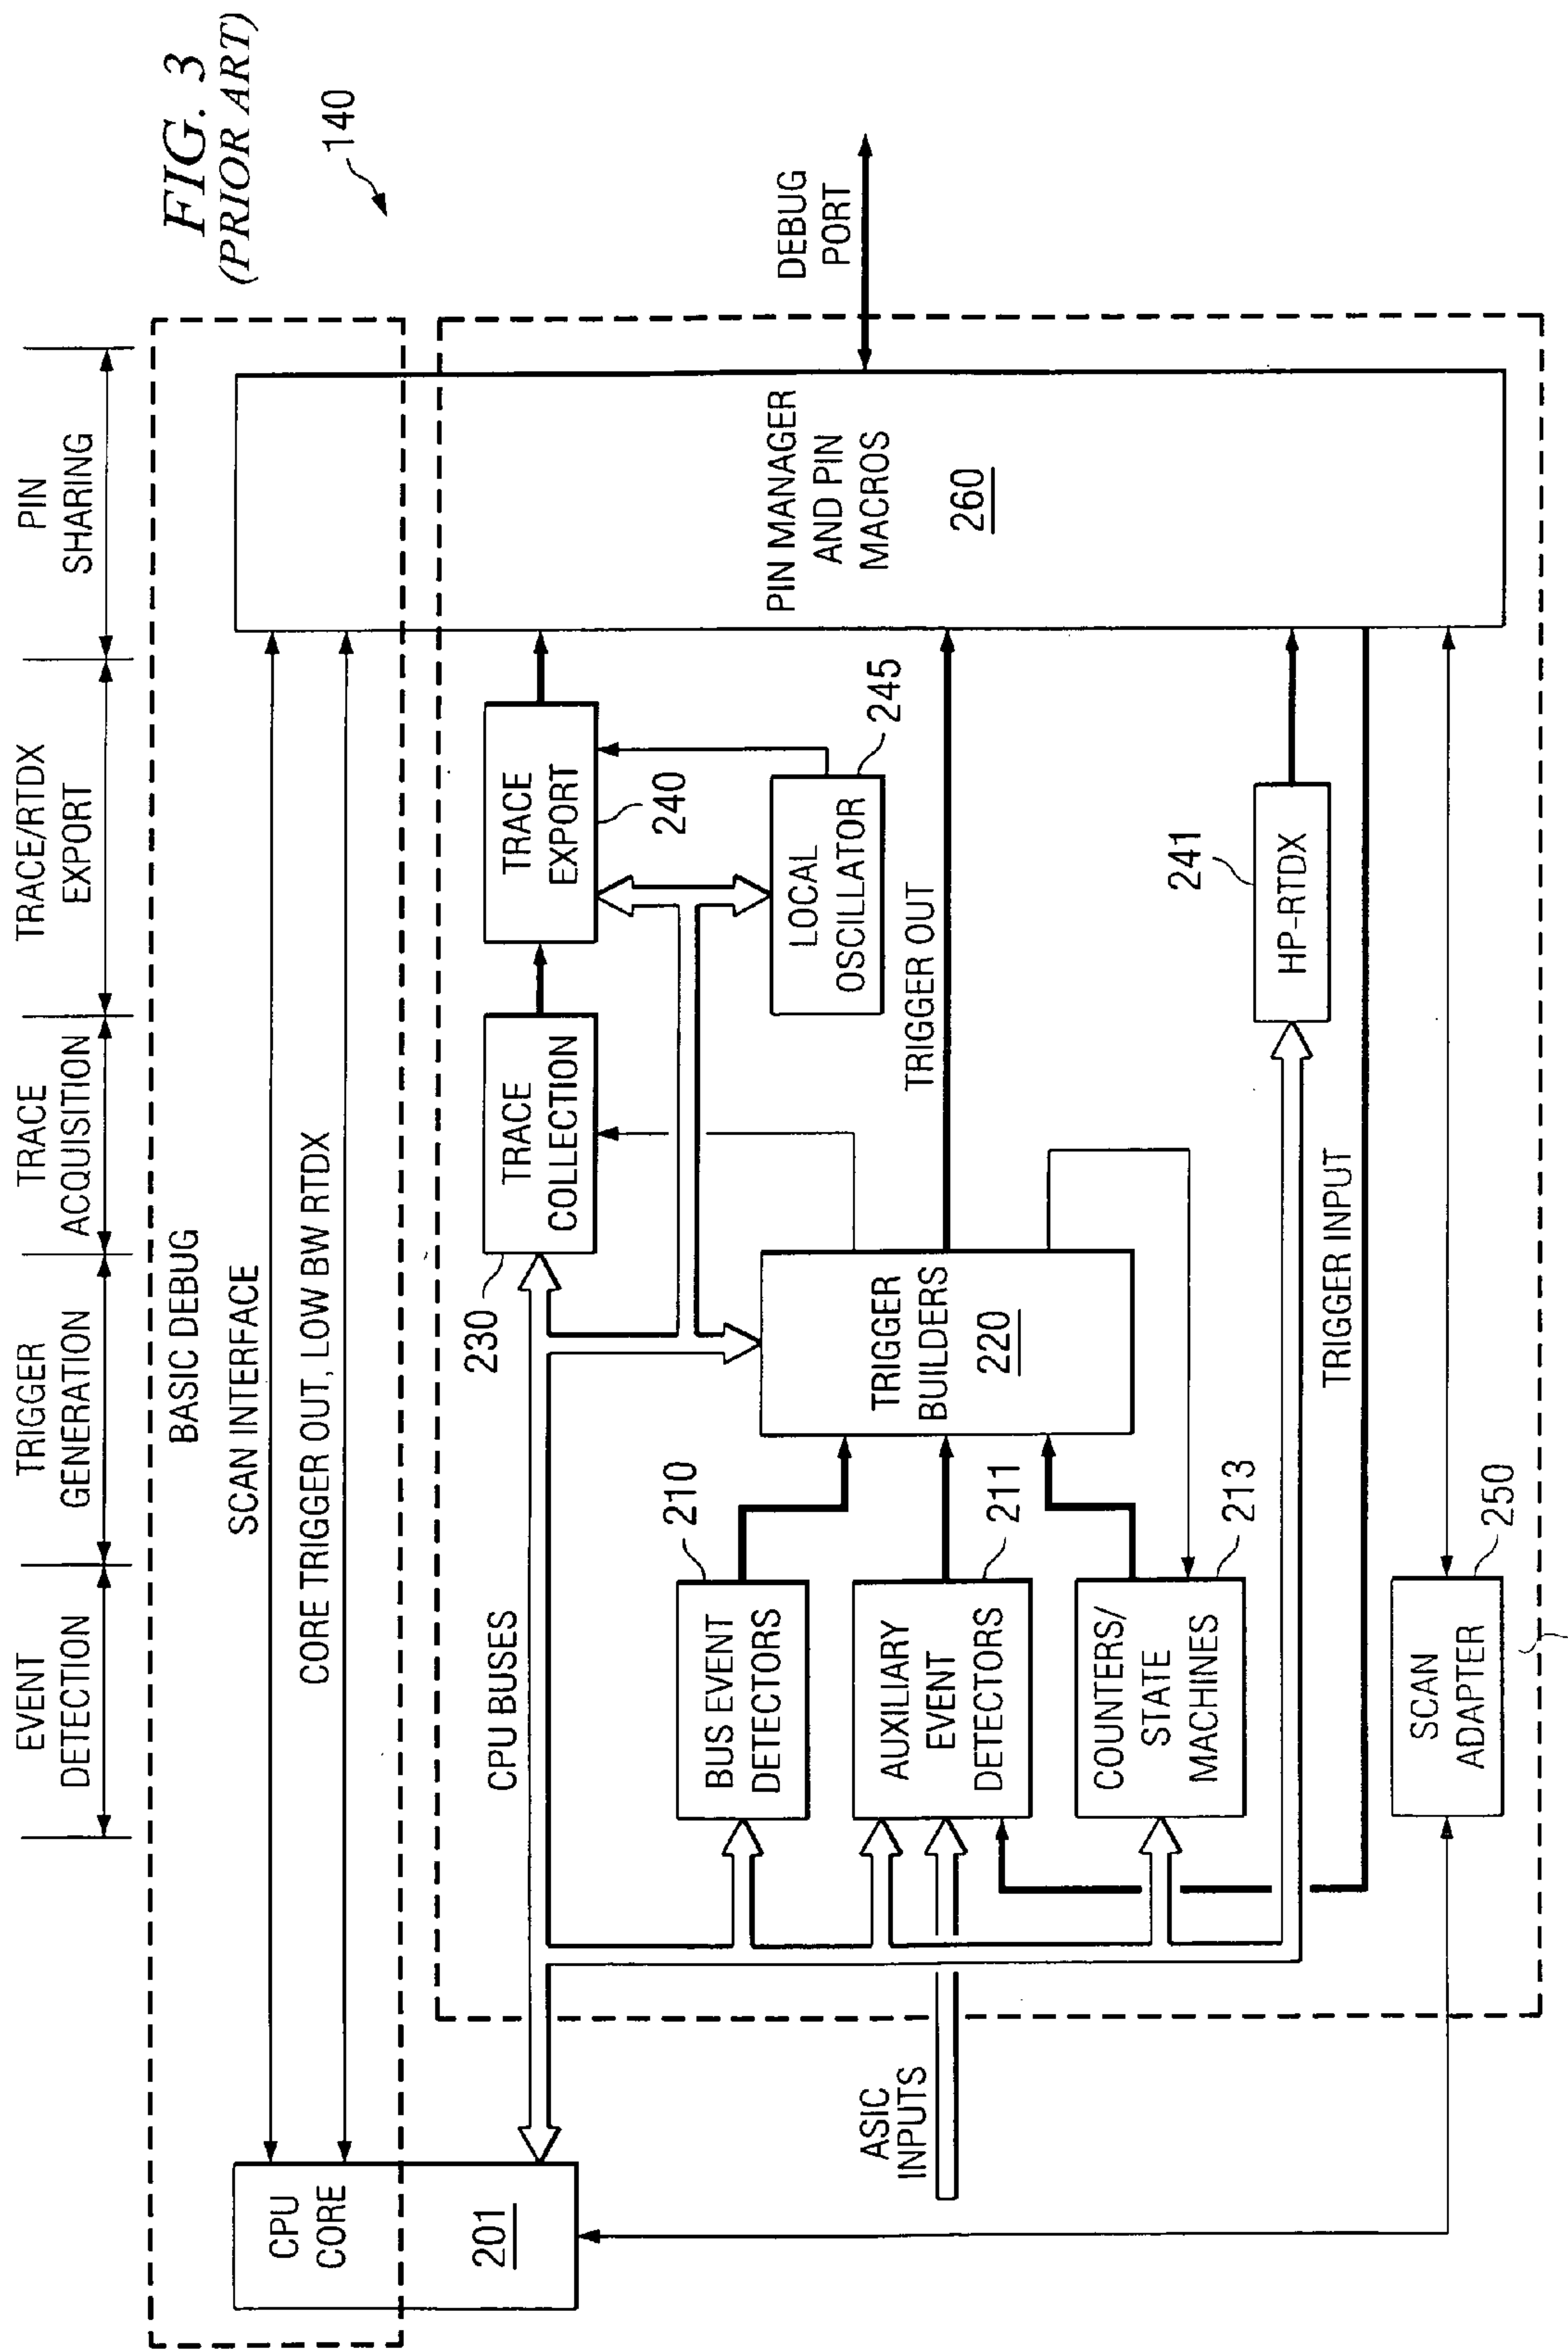 FIG. 3
(PRIOR ART)
140
EVENT
DETECTION
TRIGGER
GENERATION
TRACE
ACQUISITION
TRACE/RTDX
EXPORT
PIN
SHARING
BASIC DEBUG
SCAN INTERFACE
CORE TRIGGER OUT, LOW BW RTDX
CPU
CORE
201
CPU BUSES
230
TRACE
COLLECTION
TRACE
EXPORT
240
LOCAL
OSCILLATOR
245
BUS EVENT
DETECTORS
210
AUXILIARY
EVENT
DETECTORS
211
COUNTERS/
STATE
MACHINES
213
TRIGGER
BUILDERS
220
TRIGGER OUT
ASIC
INPUTS
241
HP-RTDX
TRIGGER INPUT
SCAN
ADAPTER
250
PIN MANAGER
AND PIN
MACROS
260
DEBUG
PORT